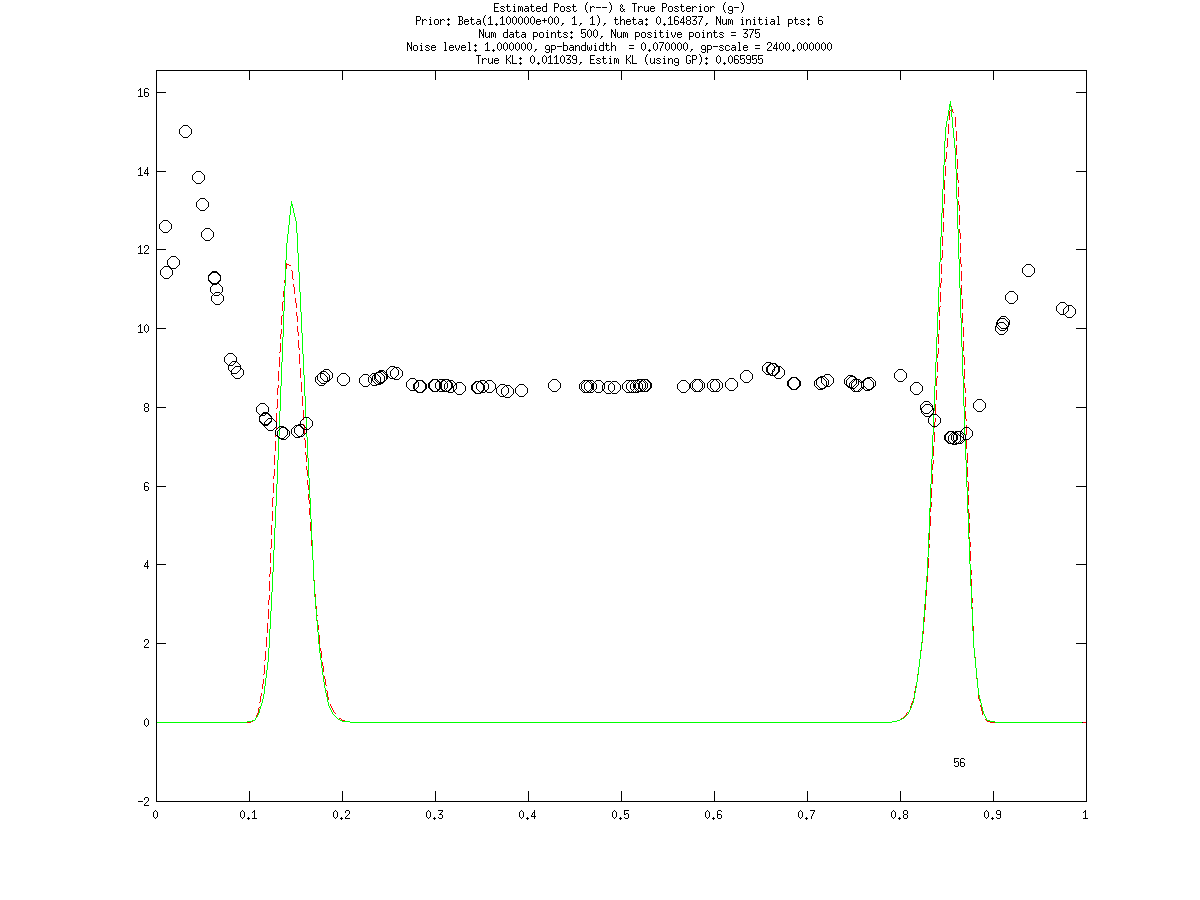 Estimated Post (r--) & True Posterior (g-)
Prior: Beta(1.100000e+00, 1, 1), theta: 0.164837, Num initial pts: 6
Num data points: 500, Num positive points = 375
Noise level: 1.000000, gp-bandwidth  = 0.070000, gp-scale = 2400.000000
True KL: 0.011039, Estim KL (using GP): 0.065955
16
14
12
10
8
6
4
2
0
56
-2
0 0.1 0.2 0.3 0.4 0.5 0.6 0.7 0.8 0.9 1